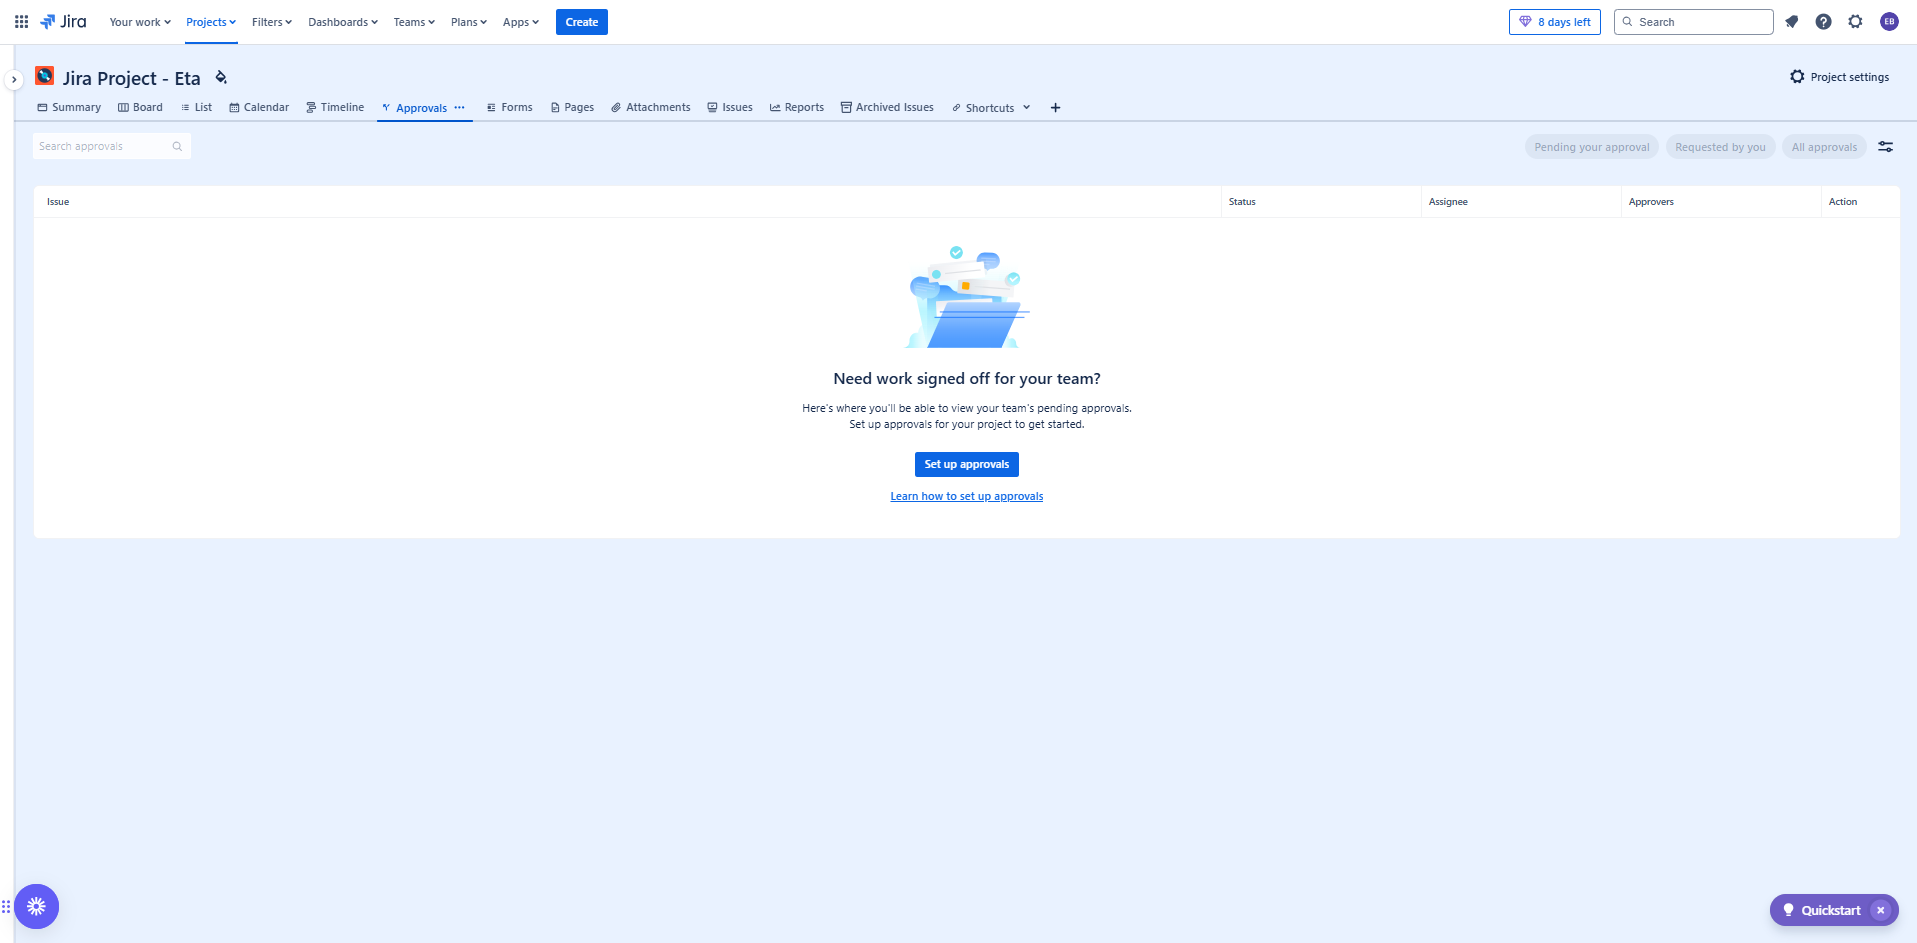 Jira
Your work
Projects
Filters
Dashboards
Teams
Plans
Apps
Create
8 days left
Search
EB
Jira Project - Eta
Project settings
Summary
Board
List
Calendar
Timeline
Approvals
Forms
Pages
Attachments
Issues
Reports
Archived Issues
Shortcuts
Search approvals
Pending your approval
Requested by you
All approvals
Issue
Status
Assignee
Approvers
Action
Need work signed off for your team?
Here's where you'll be able to view your team's pending approvals.
Set up approvals for your project to get started.
Set up approvals
Learn how to set up approvals
Quickstart